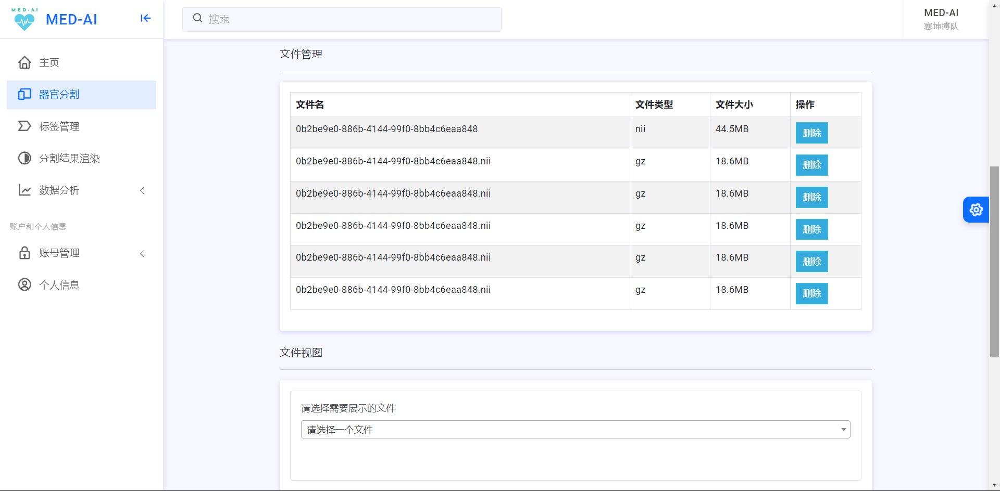 MED-AI
MED-AI
搜索
MED-AI
赛坤博队
主页
器官分割
标签管理
分割结果渲染
数据分析
账户和个人信息
账号管理
个人信息
文件管理
文件名 文件类型 文件大小 操作
0b2be9e0-886b-4144-99f0-8bb4c6eaa848 nii 44.5MB 删除
0b2be9e0-886b-4144-99f0-8bb4c6eaa848.nii gz 18.6MB 删除
0b2be9e0-886b-4144-99f0-8bb4c6eaa848.nii gz 18.6MB 删除
0b2be9e0-886b-4144-99f0-8bb4c6eaa848.nii gz 18.6MB 删除
0b2be9e0-886b-4144-99f0-8bb4c6eaa848.nii gz 18.6MB 删除
0b2be9e0-886b-4144-99f0-8bb4c6eaa848.nii gz 18.6MB 删除
文件视图
请选择需要展示的文件
请选择一个文件